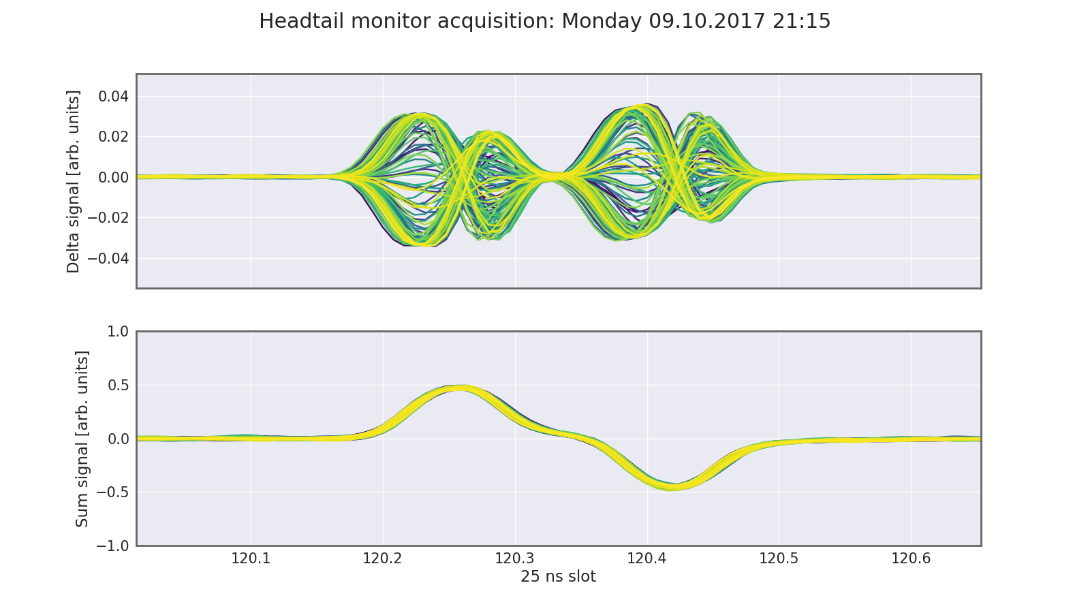 Headtail monitor acquisition: Monday 09.10.2017 21:15
Delta signal [arb. units]
0.04
0.02
0.00
−0.02
−0.04
Sum signal [arb. units]
1.0
0.5
0.0
−0.5
−1.0
120.1 120.2 120.3 120.4 120.5 120.6
25 ns slot